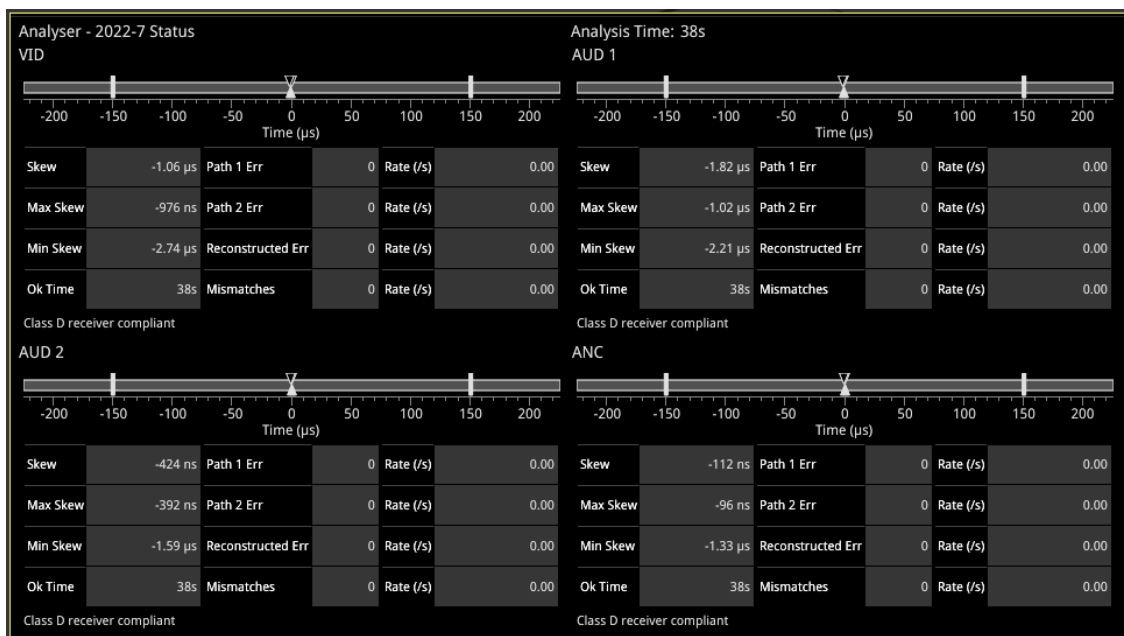 Analyser - 2022-7 Status Analysis Time: 38s
VID
-200 -150 -100 -50 0 50 100 150 200
Time (µs)
Skew -1.06 µs Path 1 Err 0 Rate (/s) 0.00
Max Skew -976 ns Path 2 Err 0 Rate (/s) 0.00
Min Skew -2.74 µs Reconstructed Err 0 Rate (/s) 0.00
Ok Time 38s Mismatches 0 Rate (/s) 0.00
Class D receiver compliant
AUD 1
-200 -150 -100 -50 0 50 100 150 200
Time (µs)
Skew -1.82 µs Path 1 Err 0 Rate (/s) 0.00
Max Skew -1.02 µs Path 2 Err 0 Rate (/s) 0.00
Min Skew -2.21 µs Reconstructed Err 0 Rate (/s) 0.00
Ok Time 38s Mismatches 0 Rate (/s) 0.00
Class D receiver compliant
AUD 2
-200 -150 -100 -50 0 50 100 150 200
Time (µs)
Skew -424 ns Path 1 Err 0 Rate (/s) 0.00
Max Skew -392 ns Path 2 Err 0 Rate (/s) 0.00
Min Skew -1.59 µs Reconstructed Err 0 Rate (/s) 0.00
Ok Time 38s Mismatches 0 Rate (/s) 0.00
Class D receiver compliant
ANC
-200 -150 -100 -50 0 50 100 150 200
Time (µs)
Skew -112 ns Path 1 Err 0 Rate (/s) 0.00
Max Skew -96 ns Path 2 Err 0 Rate (/s) 0.00
Min Skew -1.33 µs Reconstructed Err 0 Rate (/s) 0.00
Ok Time 38s Mismatches 0 Rate (/s) 0.00
Class D receiver compliant